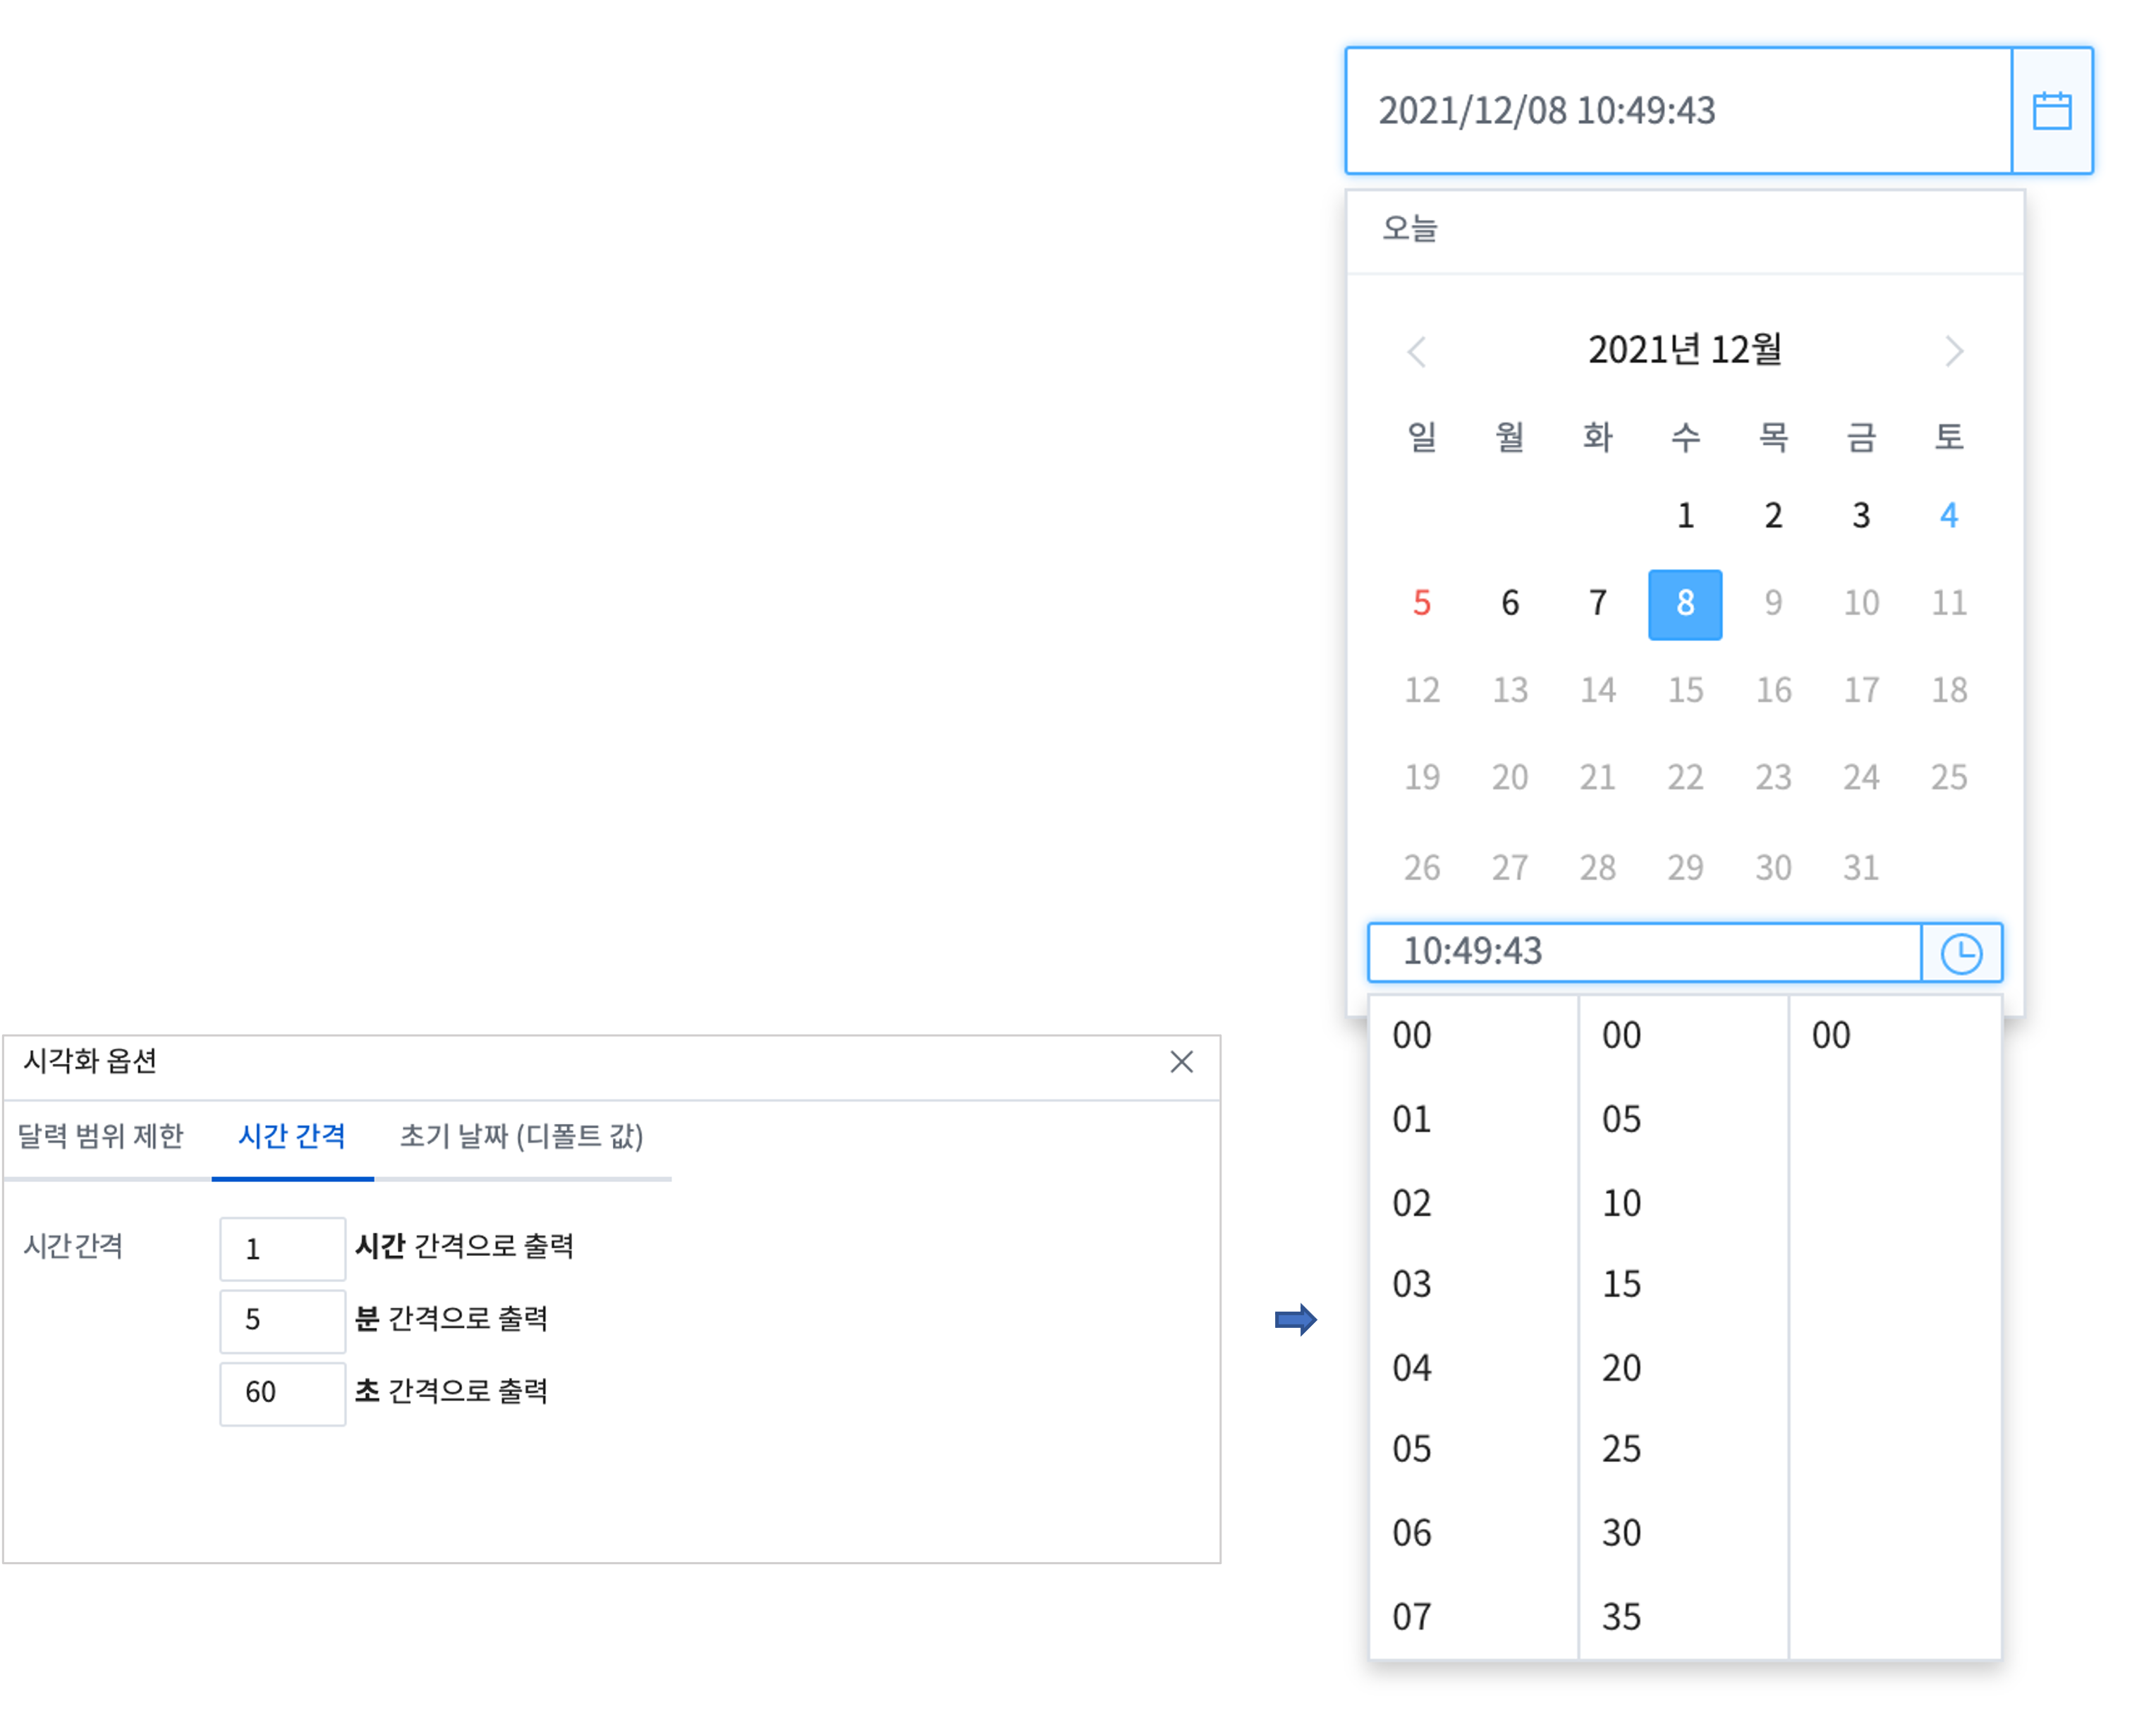 2021/12/08 10:49:43
오늘
2021년 12월
일 월 화 수 목 금 토
1 2 3 4
5 6 7 8 9 10 11
12 13 14 15 16 17 18
19 20 21 22 23 24 25
26 27 28 29 30 31
10:49:43
00 00 00
01 05
02 10
03 15
04 20
05 25
06 30
07 35
시각화 옵션
달력 범위 제한 시간 간격 초기 날짜 (디폴트 값)
시간 간격 1 시간 간격으로 출력
5 분 간격으로 출력
60 초 간격으로 출력